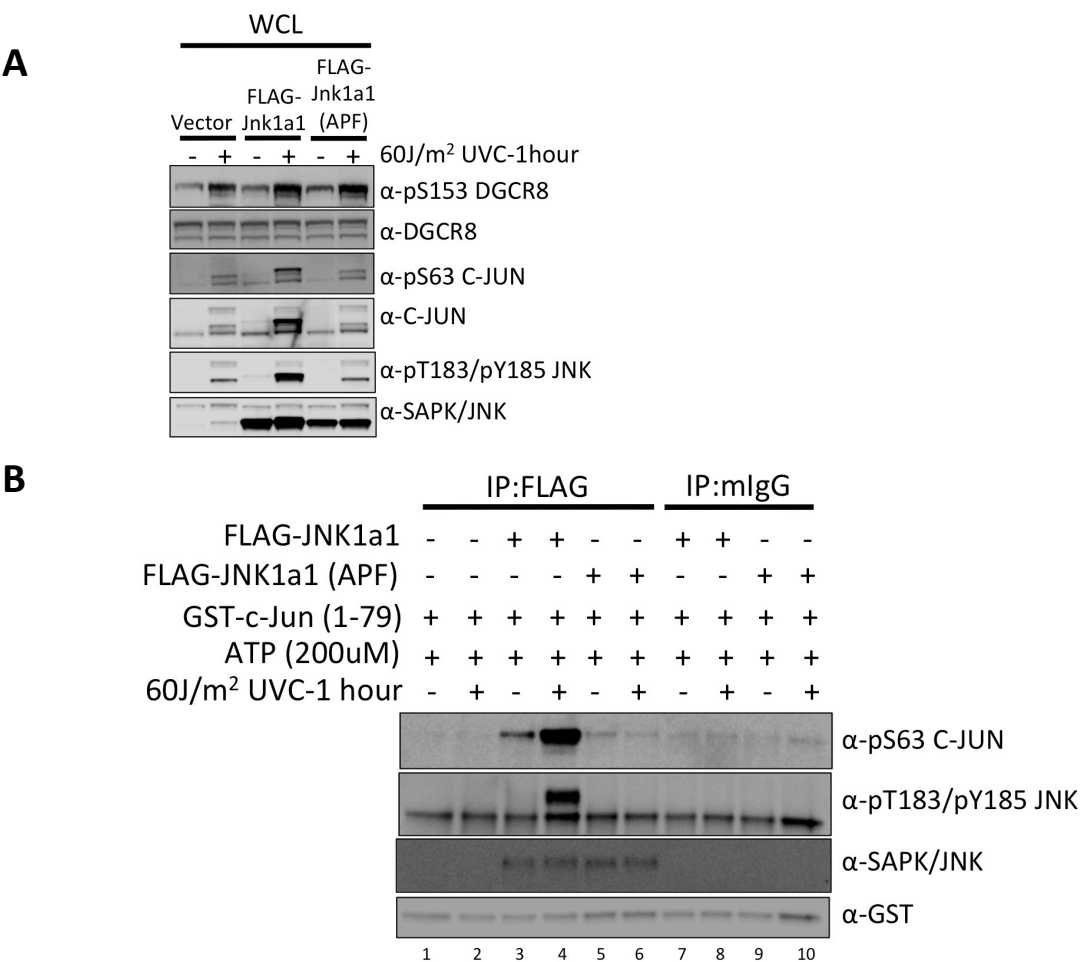 A
WCL
Vector
FLAG-
Jnk1a1
FLAG-
Jnk1a1
(APF)
- + - + - + 60J/m² UVC-1hour
α-pS153 DGCR8
α-DGCR8
α-pS63 C-JUN
α-C-JUN
α-pT183/pY185 JNK
α-SAPK/JNK
B
IP:FLAG IP:mIgG
FLAG-JNK1a1 - - + + - - + + - -
FLAG-JNK1a1 (APF) - - - - + + - - + +
GST-c-Jun (1-79) + + + + + + + + + +
ATP (200uM) + + + + + + + + + +
60J/m² UVC-1 hour - + - + - + - + - +
α-pS63 C-JUN
α-pT183/pY185 JNK
α-SAPK/JNK
α-GST
1 2 3 4 5 6 7 8 9 10